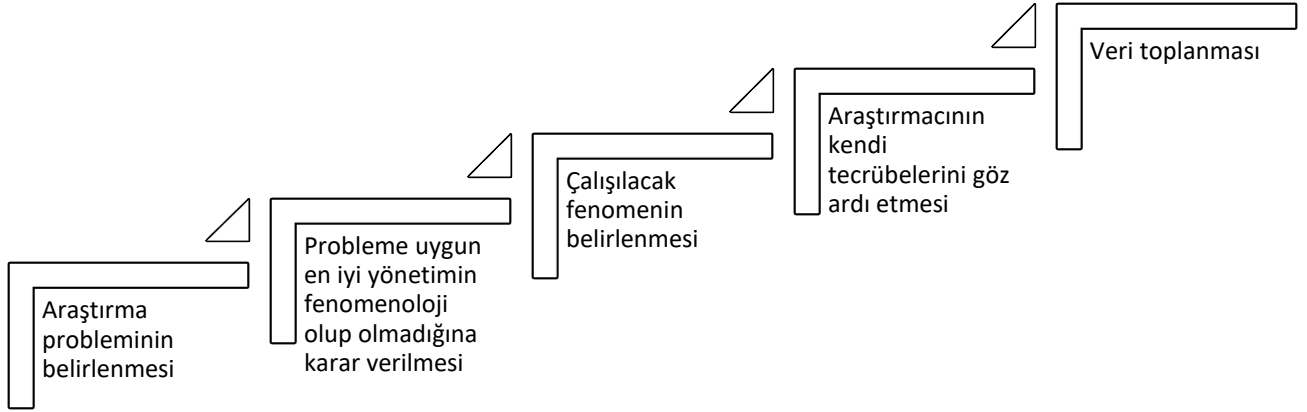 Araştırma
probleminin
belirlenmesi
Probleme uygun
en iyi yönetimin
fenomenoloji
olup olmadığına
karar verilmesi
Çalışılacak
fenomenin
belirlenmesi
Araştırmacının
kendi
tecrübelerini göz
ardı etmesi
Veri toplanması